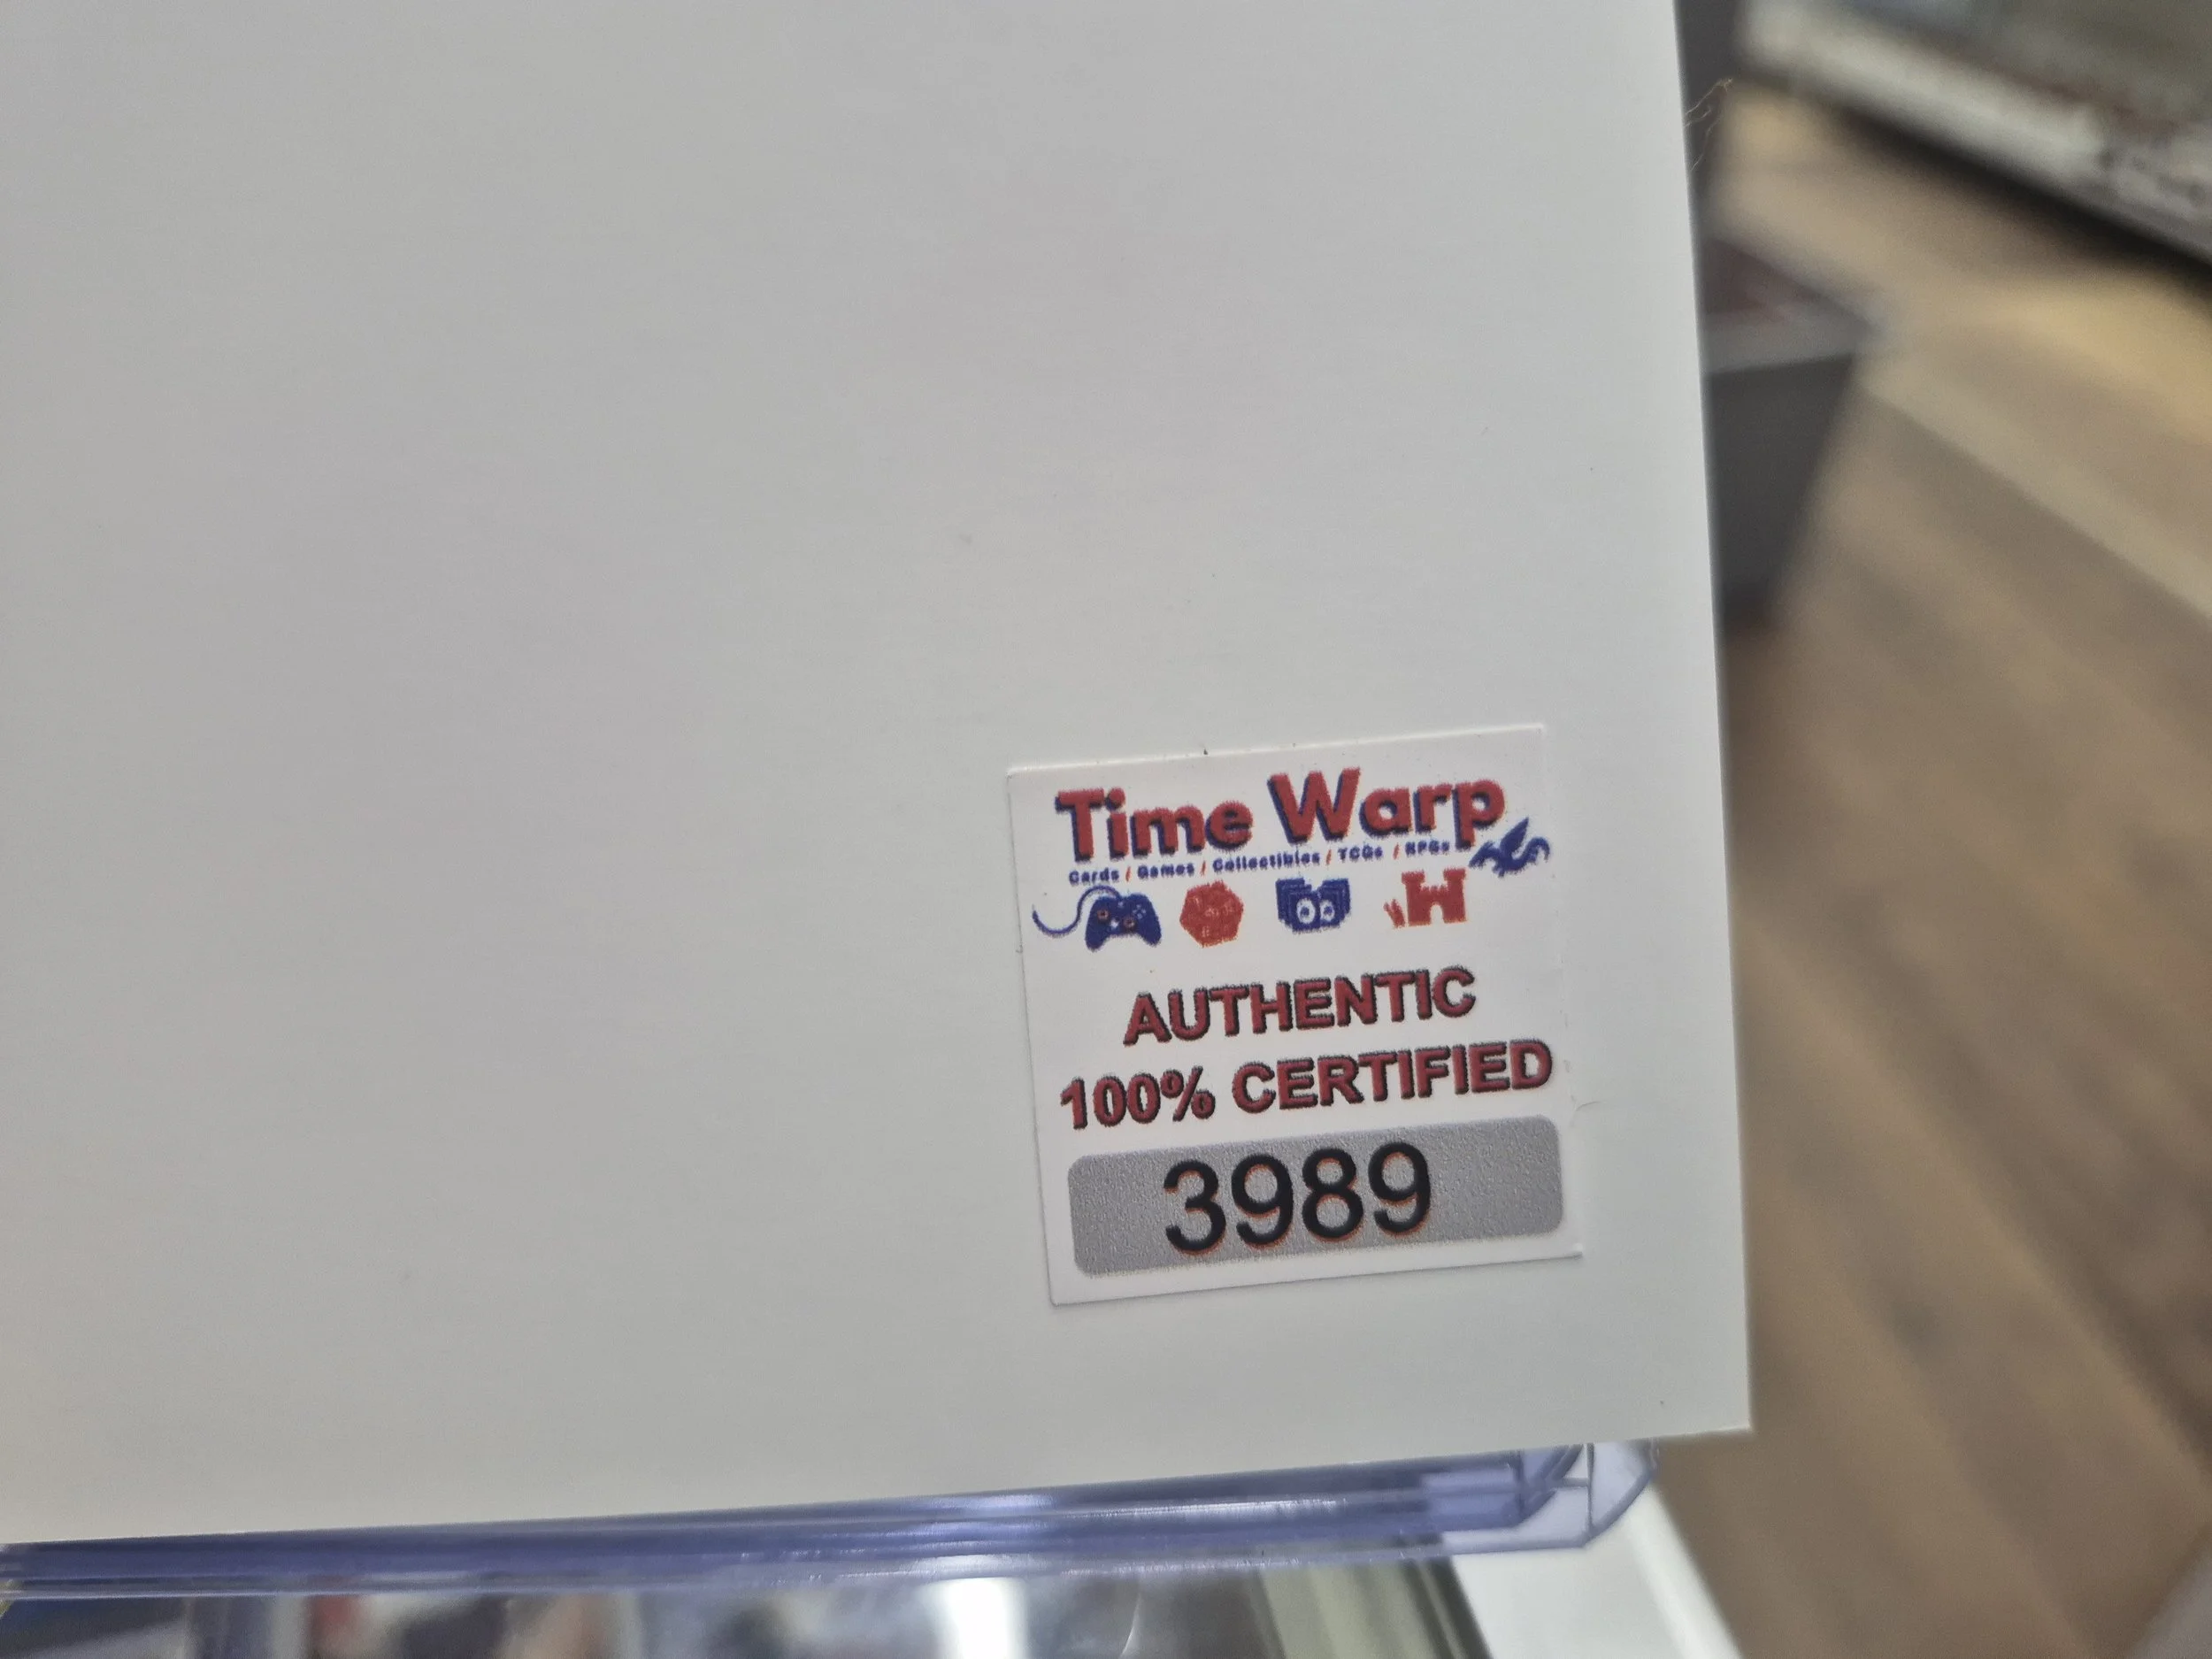 Time Warp
Cards / Games / Collectibles / TCGs / RPGs
AUTHENTIC
100% CERTIFIED
3989